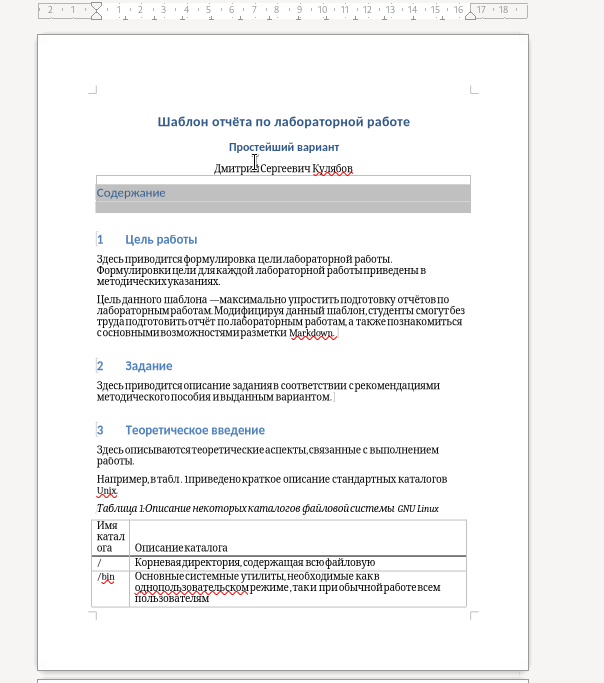 2 1 1 2 3 4 5 6 7 8 9 10 11 12 13 14 15 16 17 18
Шаблон отчёта по лабораторной работе
Простейший вариант
Дмитрий Сергеевич Кулябов
Содержание
1 Цель работы
Здесь приводится формулировка цели лабораторной работы.
Формулировки цели для каждой лабораторной работы приведены в
методических указаниях.
Цель данного шаблона — максимально упростить подготовку отчётов по
лабораторным работам. Модифицируя данный шаблон, студенты смогут без
труда подготовить отчёт по лабораторным работам, а также познакомиться
с основными возможностями разметки Markdown.
2 Задание
Здесь приводится описание задания в соответствии с рекомендациями
методического пособия и выданным вариантом.
3 Теоретическое введение
Здесь описываются теоретические аспекты, связанные с выполнением
работы.
Например, в табл. 1 приведено краткое описание стандартных каталогов
Unix.
Таблица 1: Описание некоторых каталогов файловой системы GNU Linux
Имя
катал
ога Описание каталога
/ Корневая директория, содержащая всю файловую
/bin Основные системные утилиты, необходимые как в
однопользовательском режиме, так и при обычной работе всем
пользователям